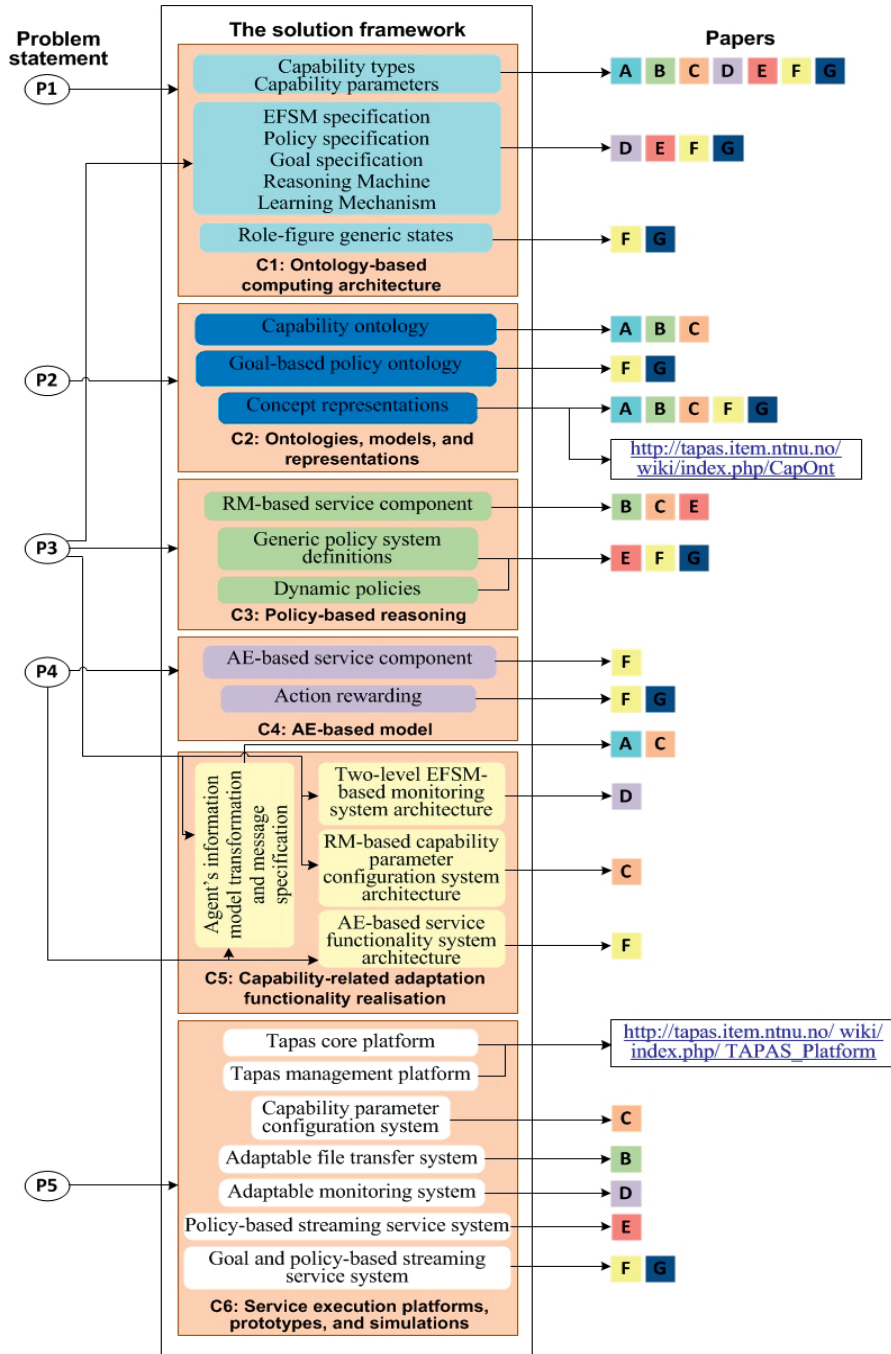 The solution framework
Problem
statement
Papers
P1
Capability types
Capability parameters
A B C D E F G
EFSM specification
Policy specification
Goal specification
Reasoning Machine
Learning Mechanism
D E F G
Role-figure generic states
F G
C1: Ontology-based
computing architecture
P2
Capability ontology
A B C
Goal-based policy ontology
F G
Concept representations
A B C F G
C2: Ontologies, models, and
representations
http://tapas.item.ntnu.no/
wiki/index.php/CapOnt
P3
RM-based service component
B C E
Generic policy system
definitions
E F G
Dynamic policies
C3: Policy-based reasoning
P4
AE-based service component
F
Action rewarding
F G
C4: AE-based model
A C
Agent's information
model transformation
and message
specification
Two-level EFSM-
based monitoring
system architecture
D
RM-based capability
parameter
configuration system
architecture
C
AE-based service
functionality system
architecture
F
C5: Capability-related adaptation
functionality realisation
P5
Tapas core platform
Tapas management platform
http://tapas.item.ntnu.no/ wiki/
index.php/ TAPAS_Platform
Capability parameter
configuration system
C
Adaptable file transfer system
B
Adaptable monitoring system
D
Policy-based streaming service system
E
Goal and policy-based streaming
service system
F G
C6: Service execution platforms,
prototypes, and simulations